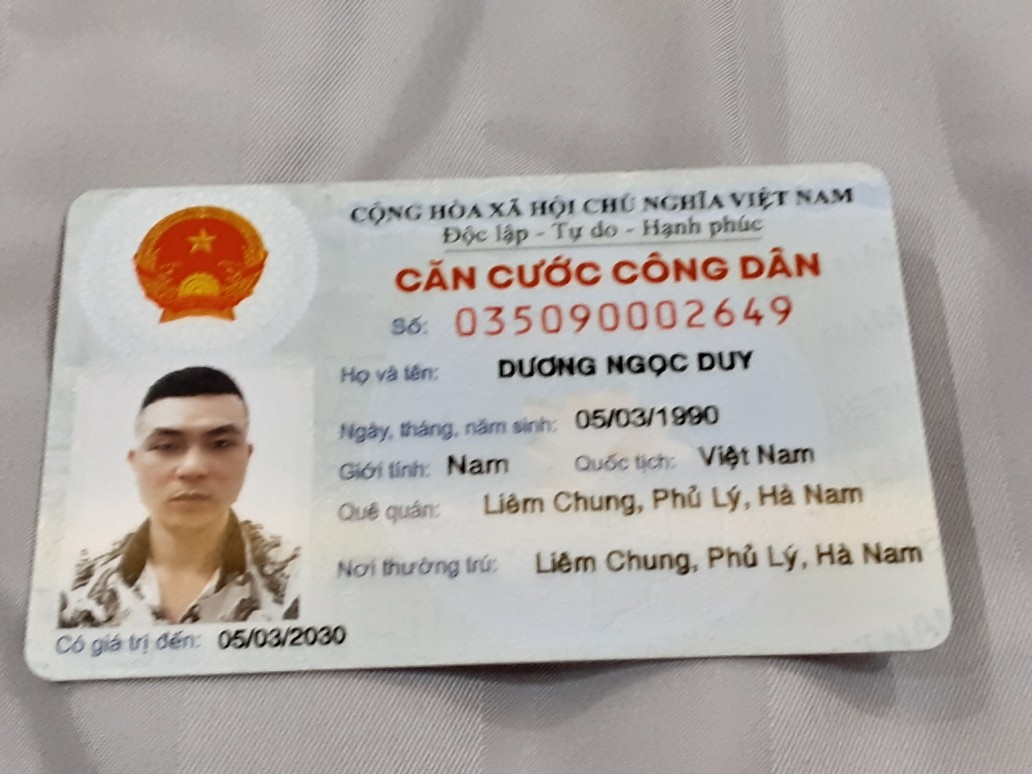 CỘNG HÒA XÃ HỘI CHỦ NGHĨA VIỆT NAM
Độc lập - Tự do - Hạnh phúc
CĂN CƯỚC CÔNG DÂN
Số: 035090002649
Họ và tên: DƯƠNG NGỌC DUY
Ngày, tháng, năm sinh: 05/03/1990
Giới tính: Nam Quốc tịch: Việt Nam
Quê quán: Liêm Chung, Phủ Lý, Hà Nam
Nơi thường trú: Liêm Chung, Phủ Lý, Hà Nam
Có giá trị đến: 05/03/2030